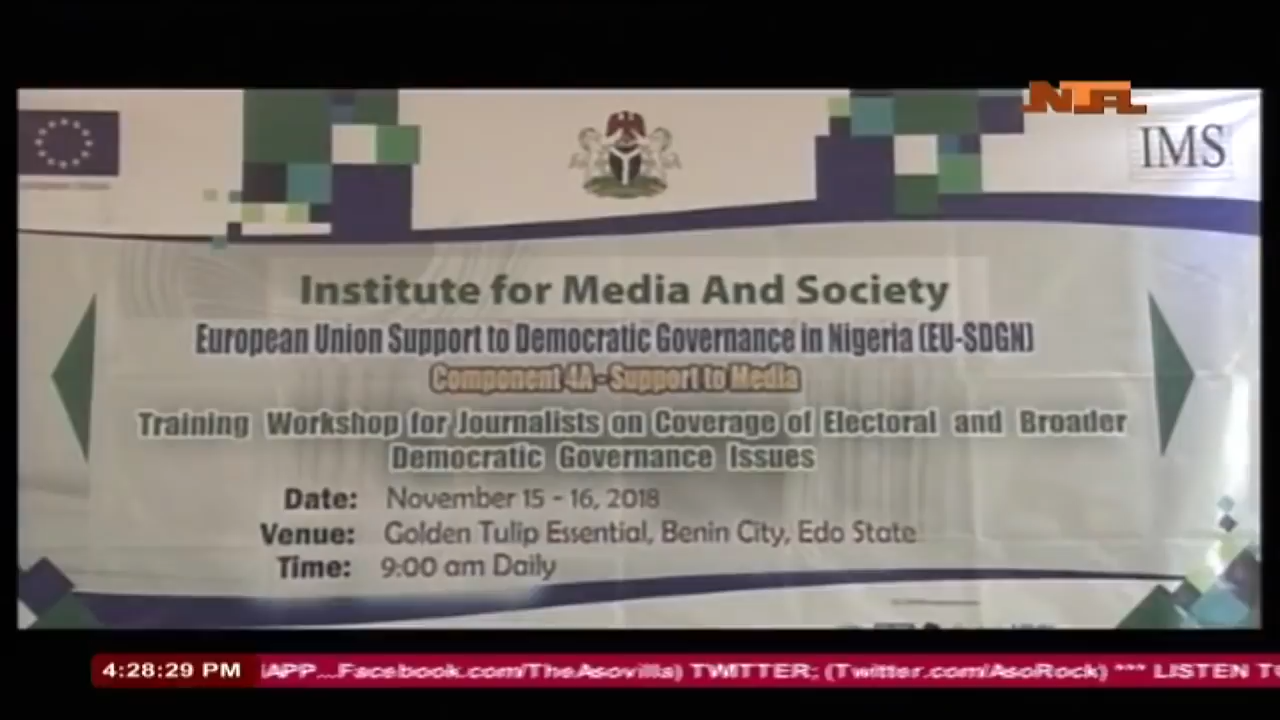 NTA
IMS
Institute for Media And Society
European Union Support to Democratic Governance in Nigeria (EU-SDGN)
Component 4A - Support to Media
Training Workshop for Journalists on Coverage of Electoral and Broader
Democratic Governance Issues
Date: November 15 - 16, 2018
Venue: Golden Tulip Essential, Benin City, Edo State
Time: 9:00 am Daily
4:28:29 PM APP...Facebook.com/TheAsovilla) TWITTER; (Twitter.com/AsoRock) *** LISTEN